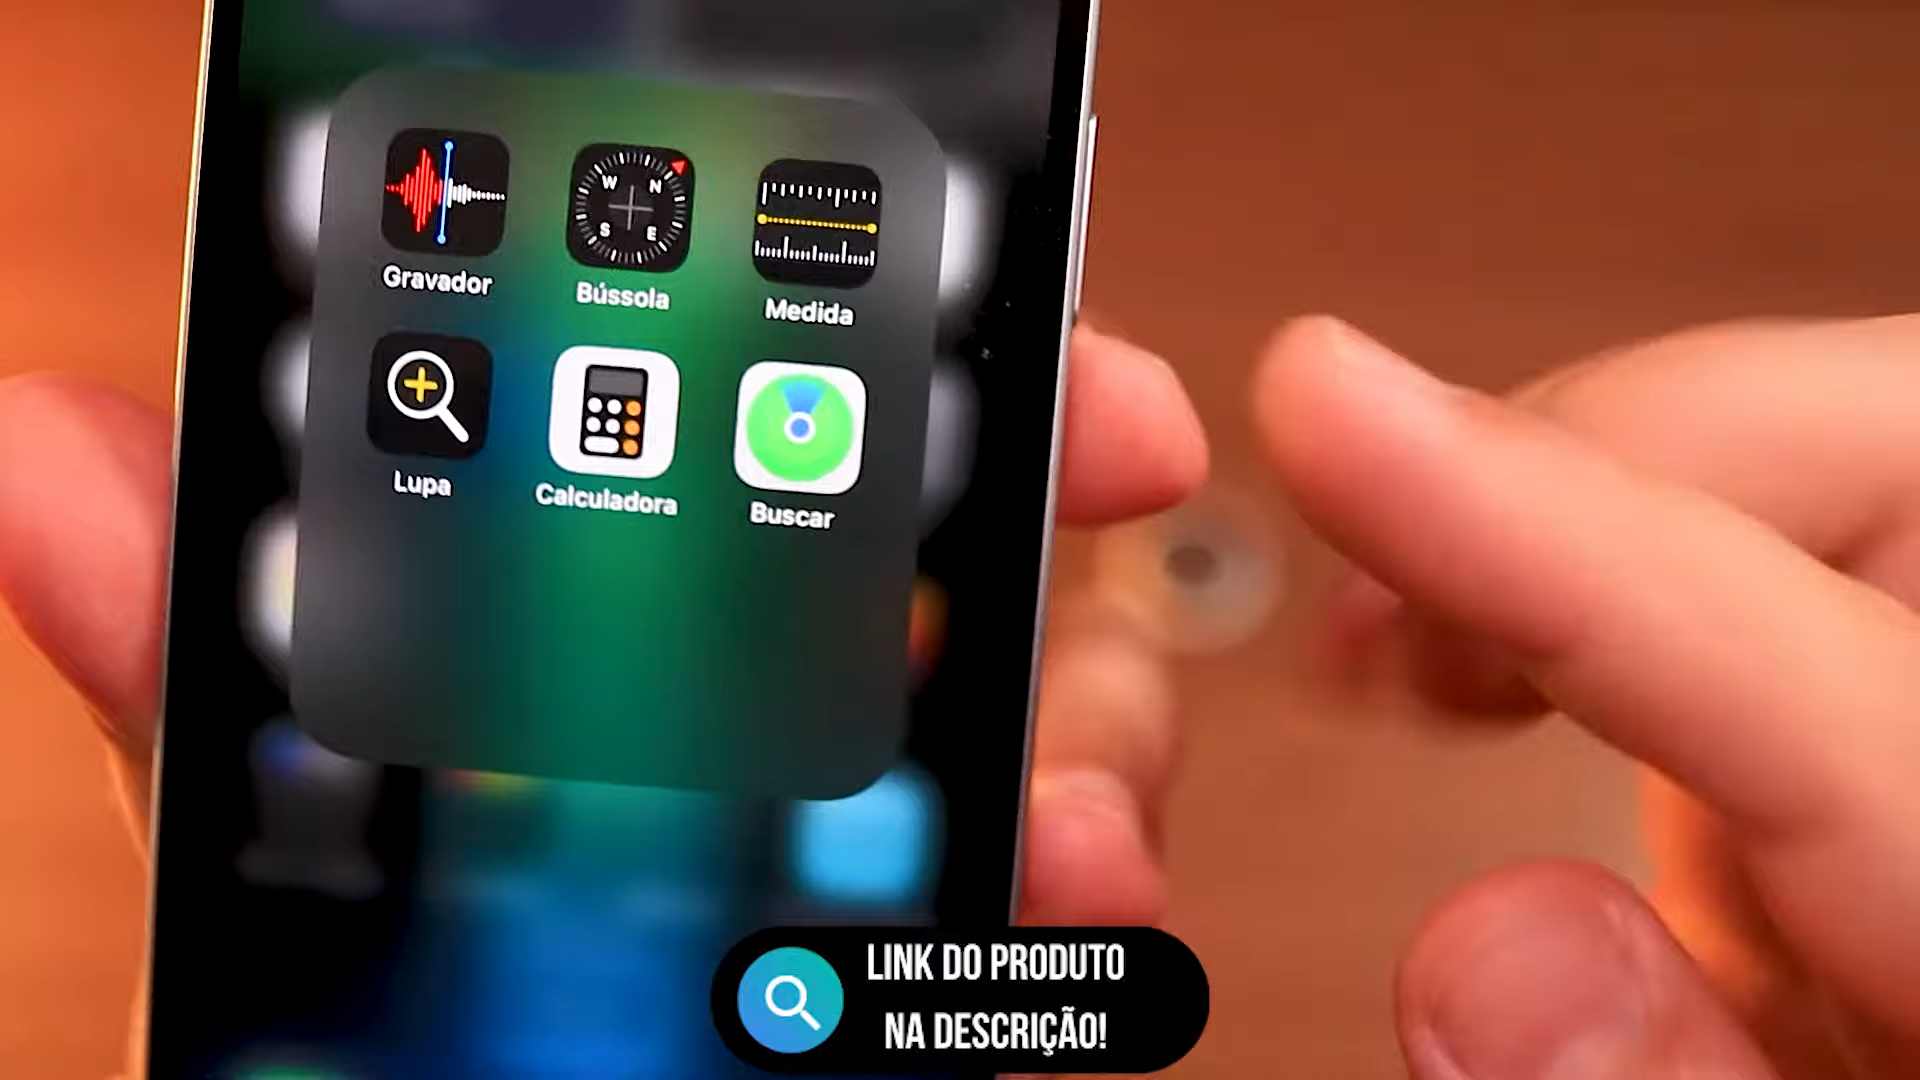 Gravador
Bússola
Medida
W N
S E
Lupa
Calculadora
Buscar
LINK DO PRODUTO
NA DESCRIÇÃO!